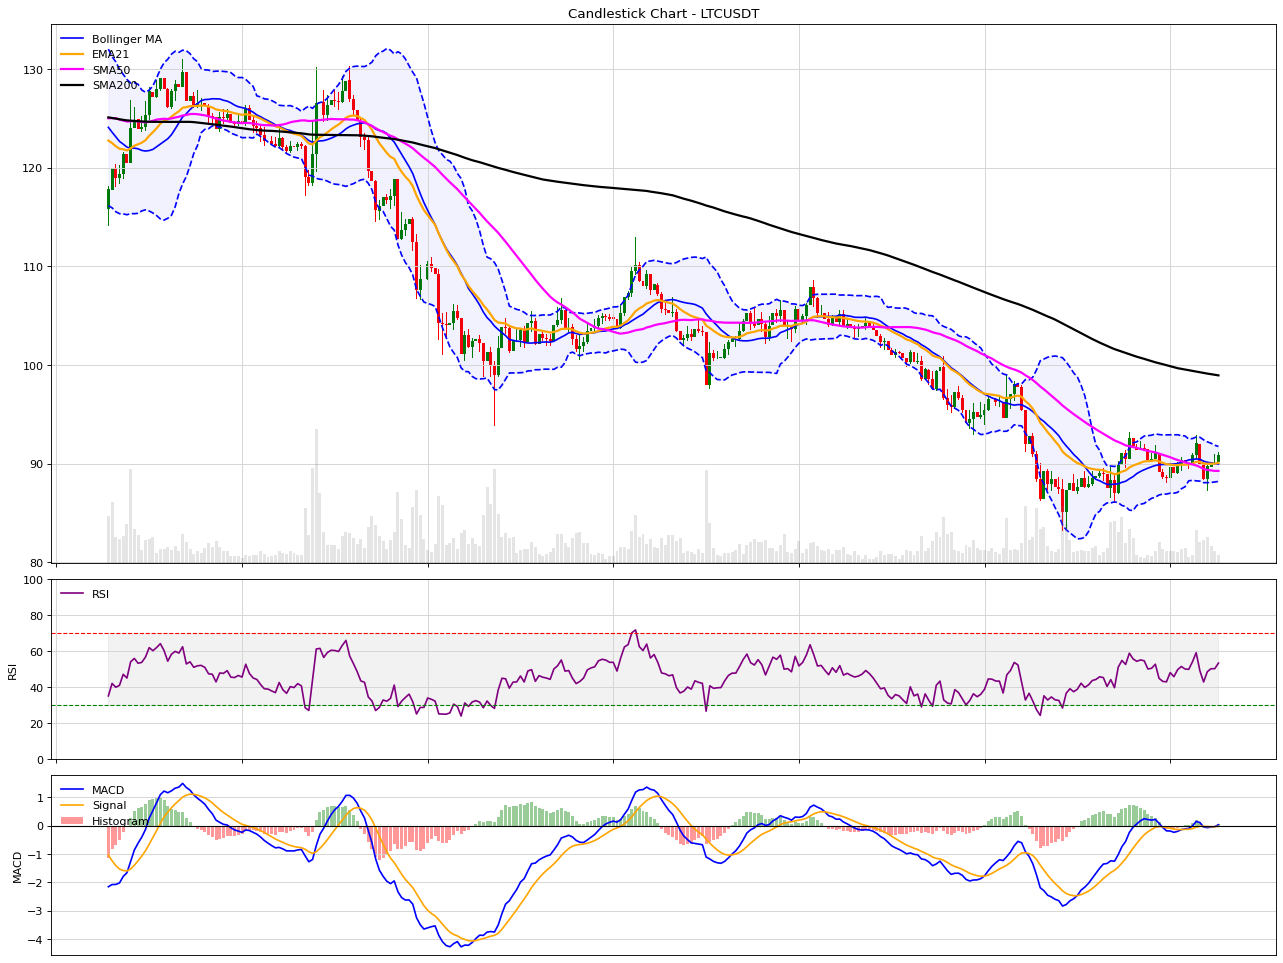 Candlestick Chart - LTCUSDT
Bollinger MA
EMA21
SMA50
SMA200
130
120
110
100
90
80
RSI
100
80
60
40
20
0
RSI
MACD
Signal
Histogram
1
0
−1
−2
−3
−4
MACD